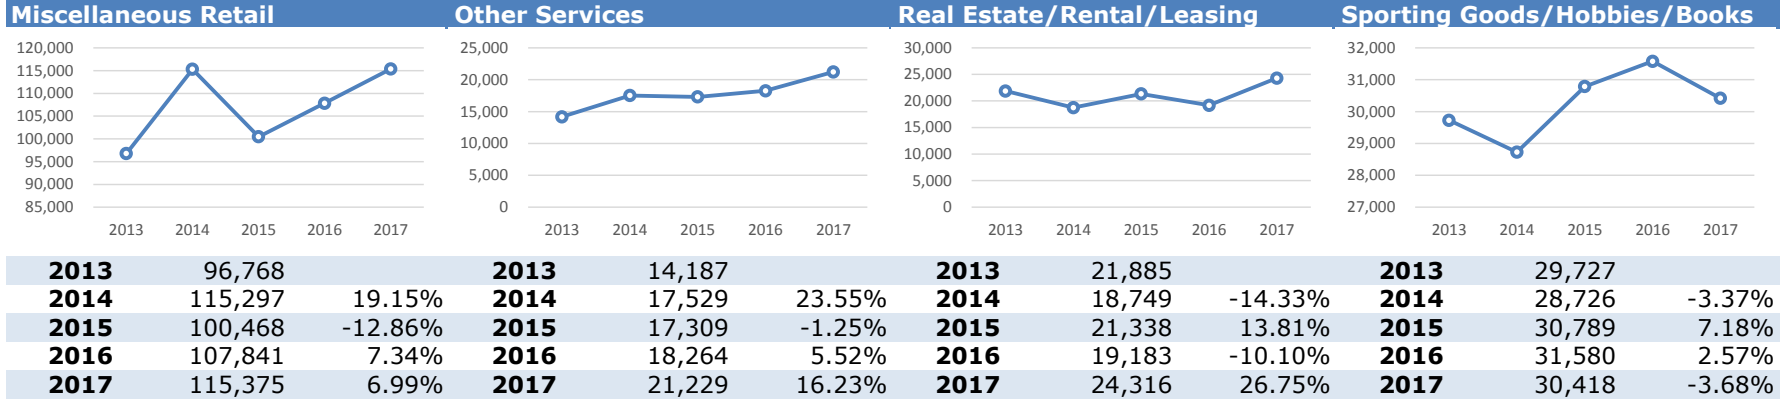 Miscellaneous Retail
120,000
115,000
110,000
105,000
100,000
95,000
90,000
85,000
2013 2014 2015 2016 2017
2013 96,768
2014 115,297 19.15%
2015 100,468 -12.86%
2016 107,841 7.34%
2017 115,375 6.99%
Other Services
25,000
20,000
15,000
10,000
5,000
0
2013 2014 2015 2016 2017
2013 14,187
2014 17,529 23.55%
2015 17,309 -1.25%
2016 18,264 5.52%
2017 21,229 16.23%
Real Estate/Rental/Leasing
30,000
25,000
20,000
15,000
10,000
5,000
0
2013 2014 2015 2016 2017
2013 21,885
2014 18,749 -14.33%
2015 21,338 13.81%
2016 19,183 -10.10%
2017 24,316 26.75%
Sporting Goods/Hobbies/Books
32,000
31,000
30,000
29,000
28,000
27,000
2013 2014 2015 2016 2017
2013 29,727
2014 28,726 -3.37%
2015 30,789 7.18%
2016 31,580 2.57%
2017 30,418 -3.68%